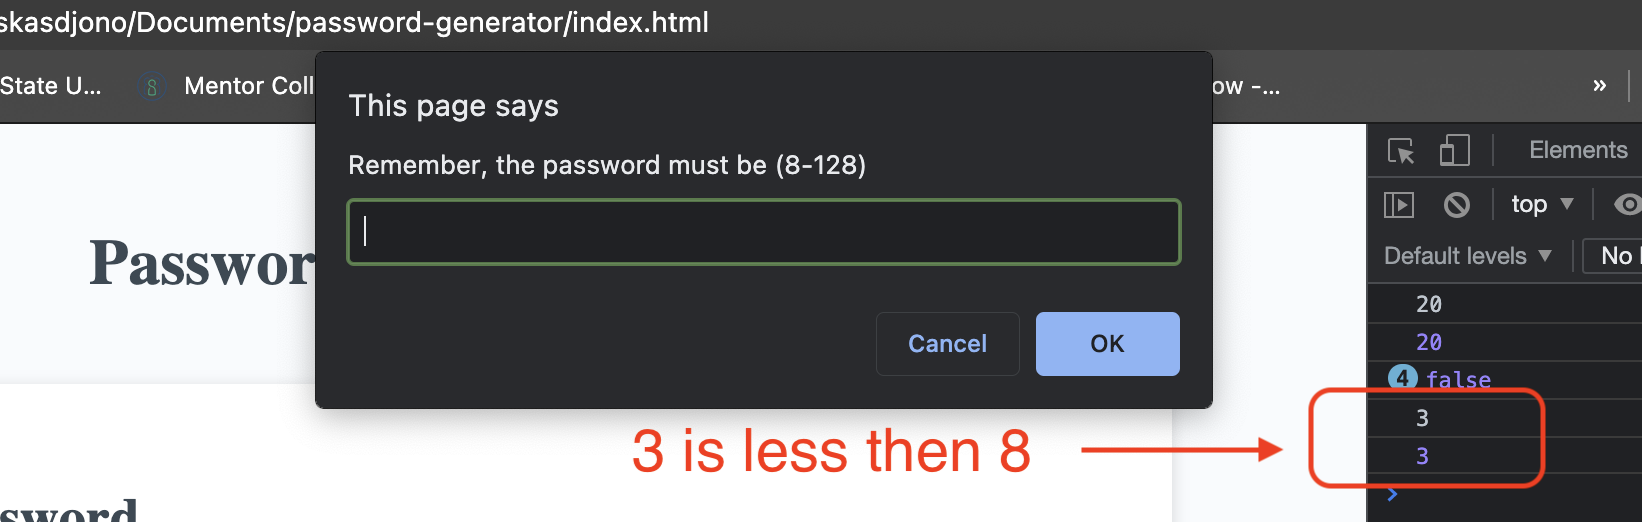 skasdjono/Documents/password-generator/index.html
State U... Mentor Coll ow -... »
This page says
Remember, the password must be (8-128)
Cancel OK
Passwor
sword
3 is less then 8
Elements
top
Default levels No
20
20
4 false
3
3